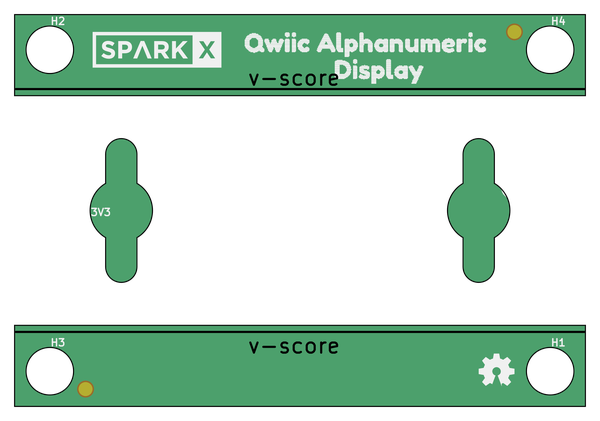 H2
H4
SPARK X
Qwiic Alphanumeric
Display
v-score
3V3
v-score
H3
H1